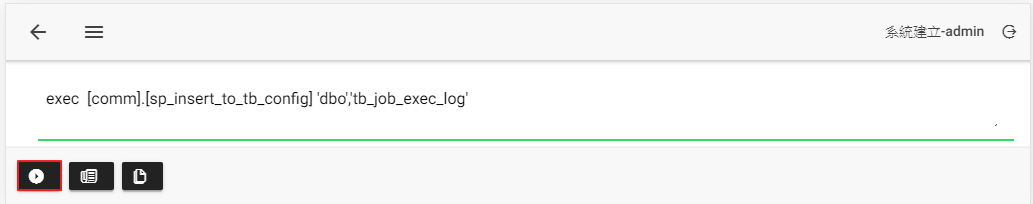 系統建立-admin
exec [comm].[sp_insert_to_tb_config] 'dbo','tb_job_exec_log'